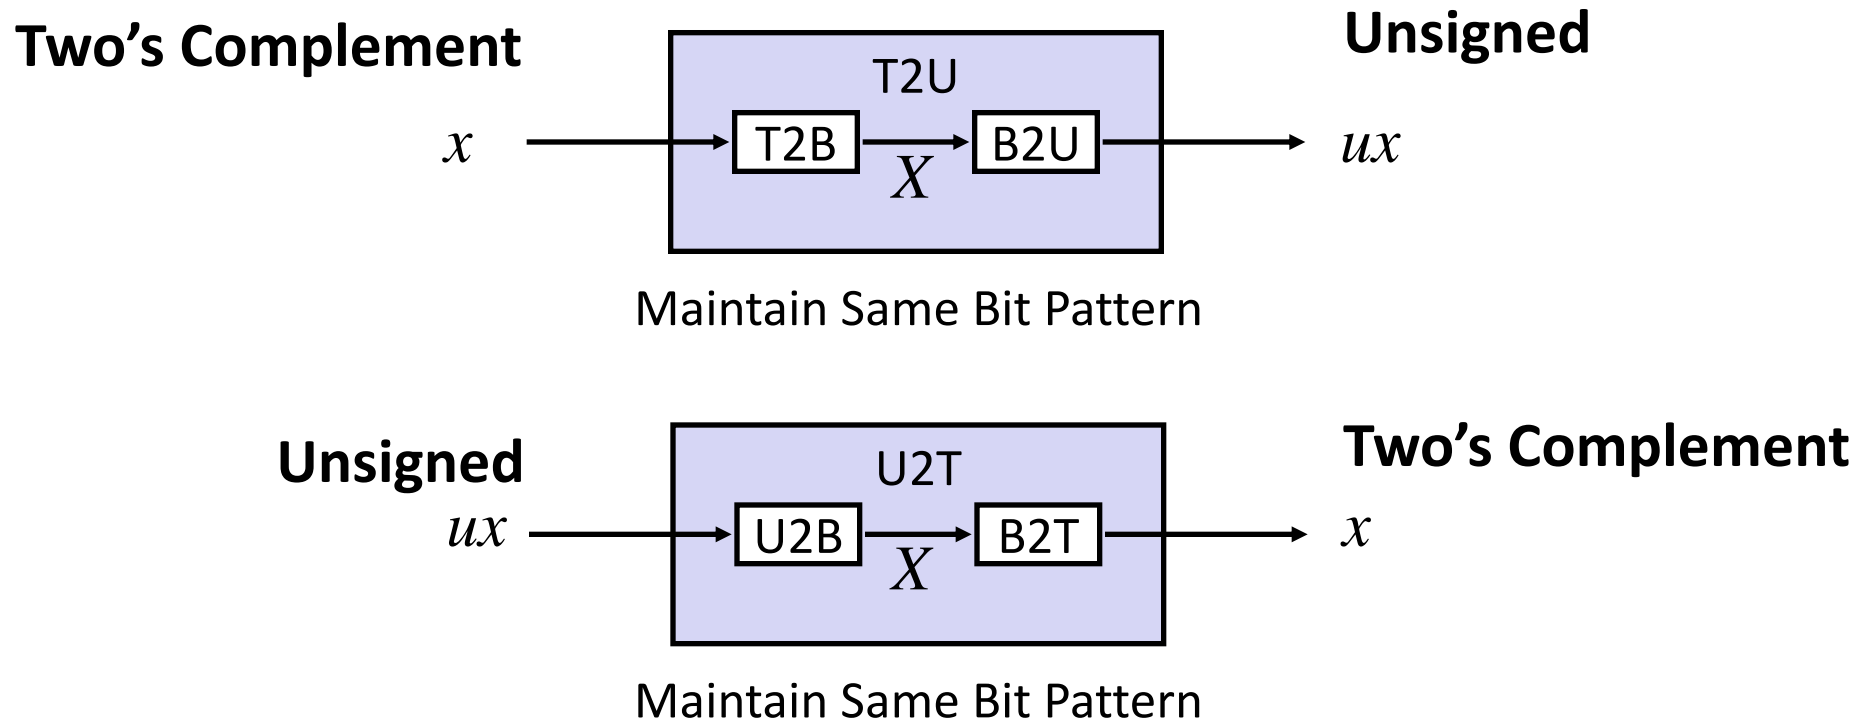 Two’s Complement
Unsigned
T2U
x
T2B
X
B2U
ux
Maintain Same Bit Pattern
Unsigned
Two’s Complement
U2T
ux
U2B
X
B2T
x
Maintain Same Bit Pattern